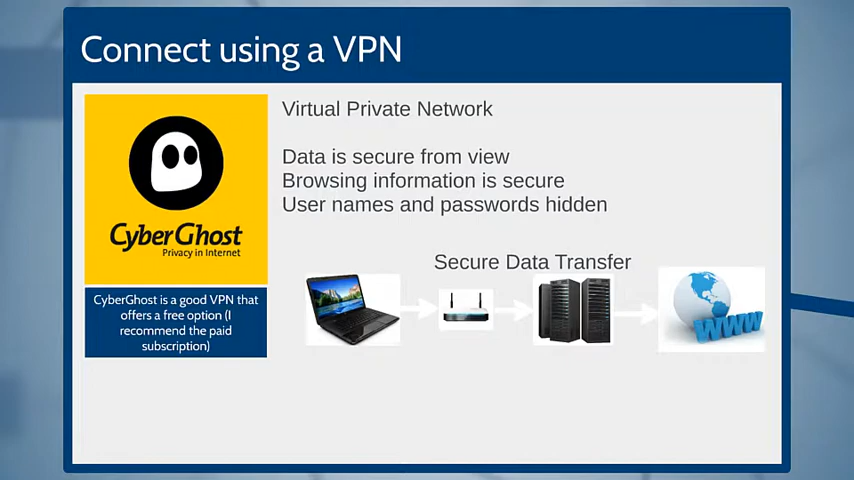 Connect using a VPN
CyberGhost
Privacy in Internet
CyberGhost is a good VPN that
offers a free option (I
recommend the paid
subscription)
Virtual Private Network
Data is secure from view
Browsing information is secure
User names and passwords hidden
Secure Data Transfer
WWW